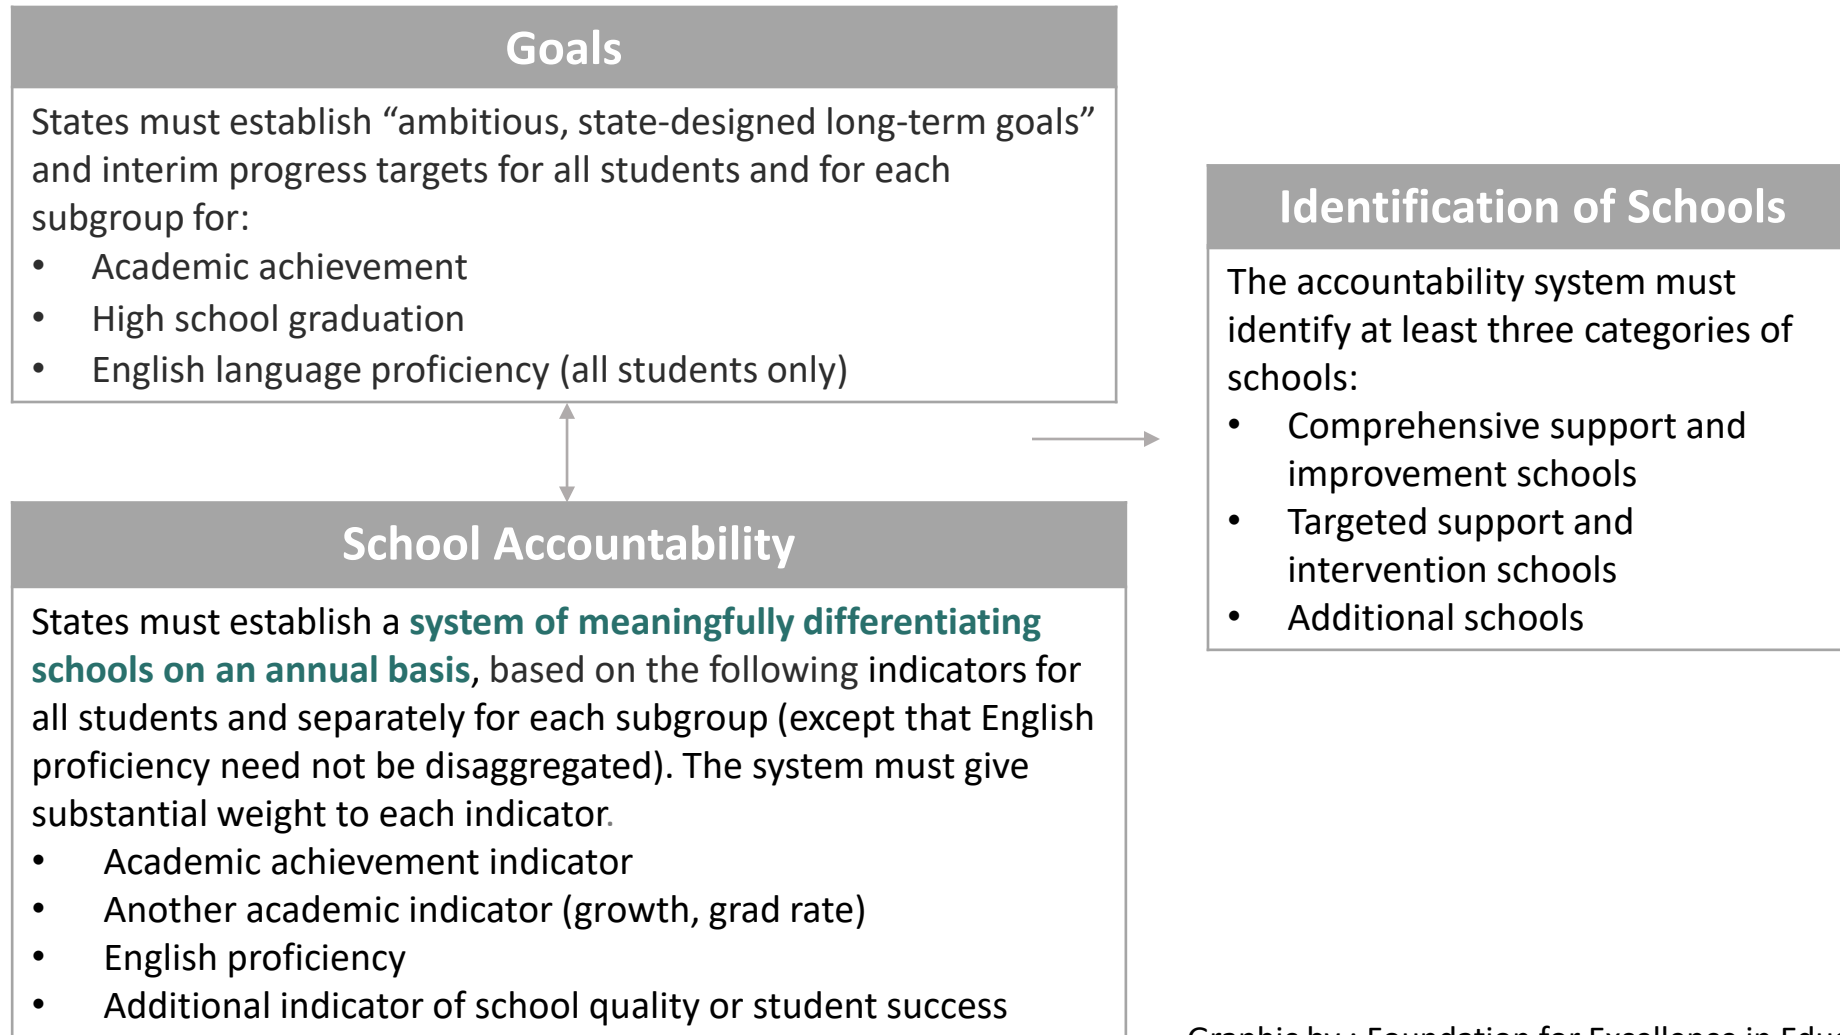 Goals
States must establish “ambitious, state-designed long-term goals”
and interim progress targets for all students and for each
subgroup for:
• Academic achievement
• High school graduation
• English language proficiency (all students only)
School Accountability
States must establish a system of meaningfully differentiating
schools on an annual basis, based on the following indicators for
all students and separately for each subgroup (except that English
proficiency need not be disaggregated). The system must give
substantial weight to each indicator.
• Academic achievement indicator
• Another academic indicator (growth, grad rate)
• English proficiency
• Additional indicator of school quality or student success
Identification of Schools
The accountability system must
identify at least three categories of
schools:
• Comprehensive support and
improvement schools
• Targeted support and
intervention schools
• Additional schools
Graphic by : Foundation for Excellence in